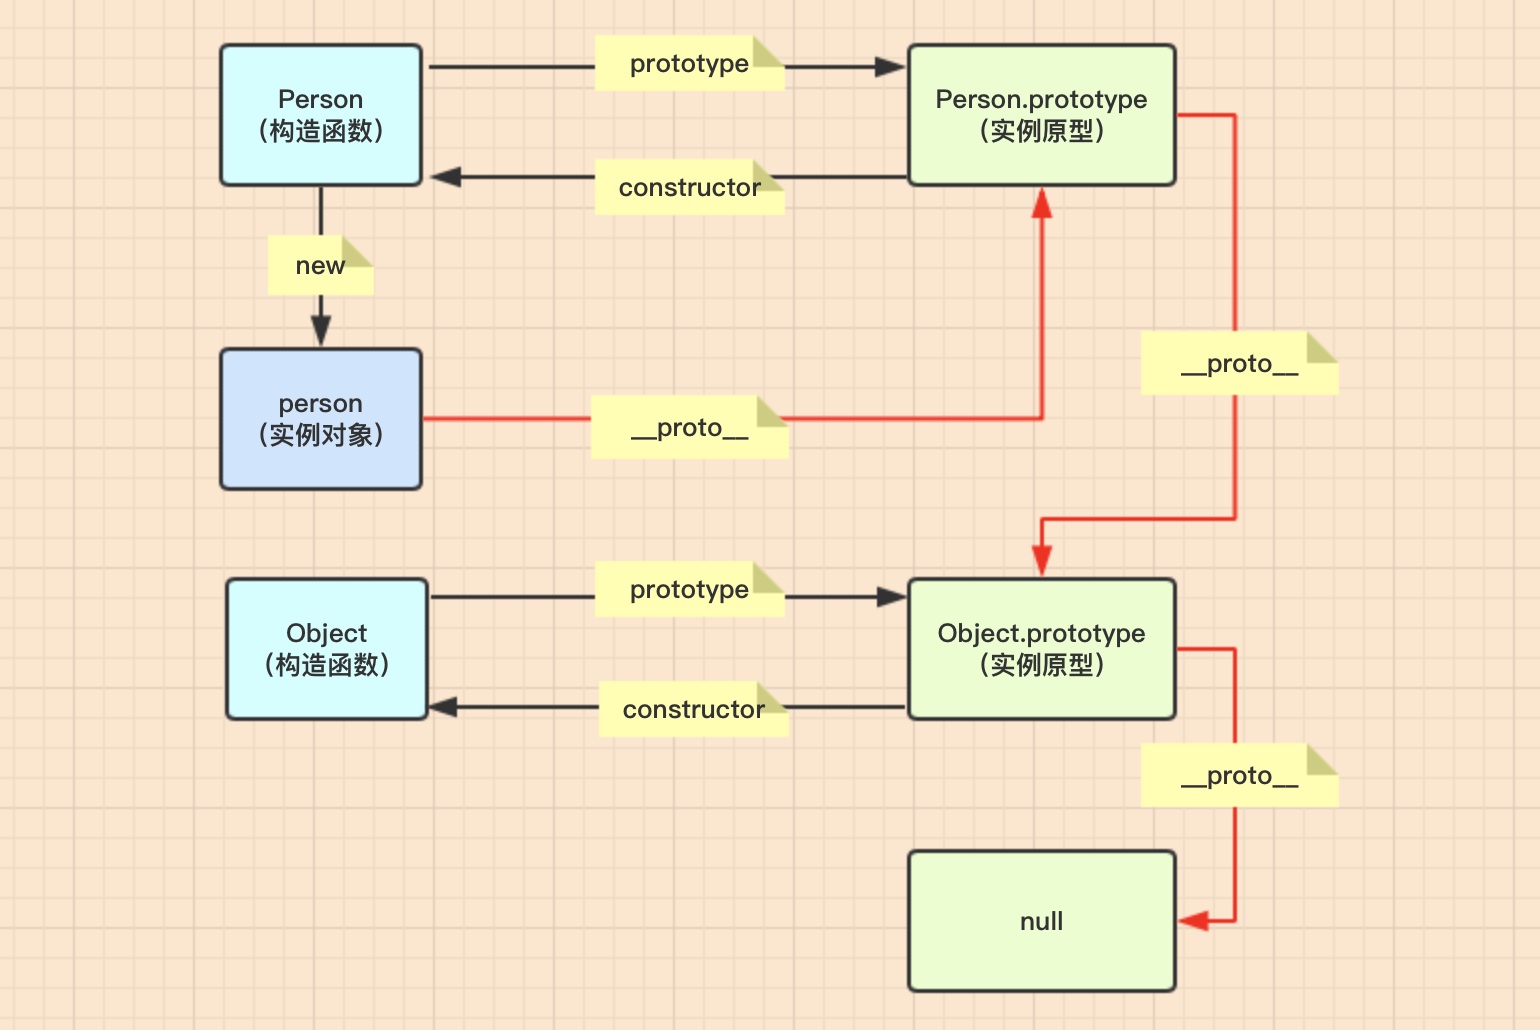 Person
（构造函数）
prototype
Person.prototype
（实例原型）
constructor
new
person
（实例对象）
__proto__
__proto__
Object
（构造函数）
prototype
Object.prototype
（实例原型）
constructor
__proto__
null